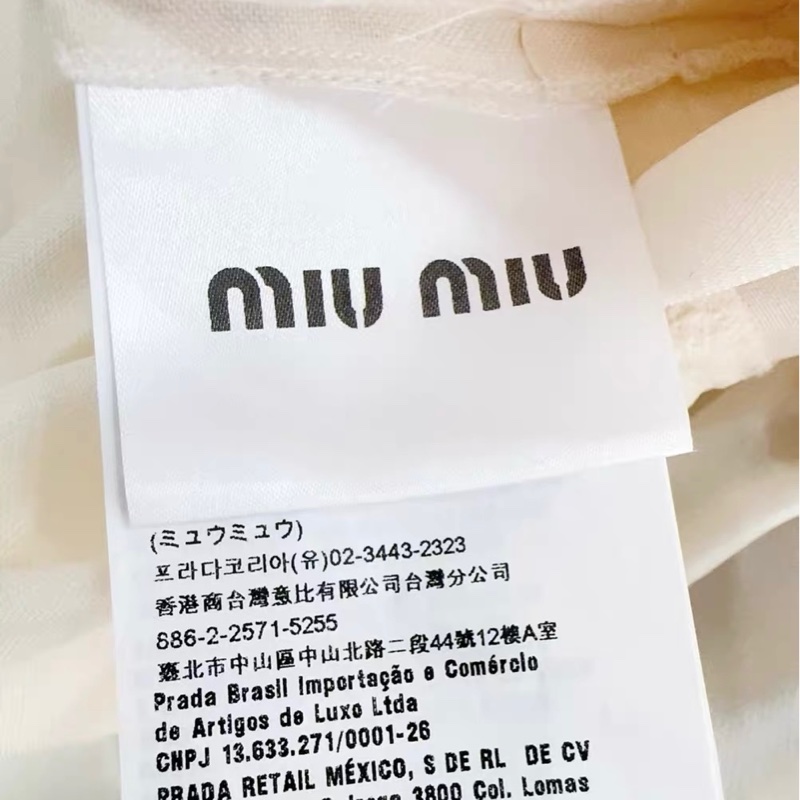 miu miu
(ミュウミュウ)
프라다코리아(유)02-3443-2323
香港商台灣意比有限公司台灣分公司
886-2-2571-5255
臺北市中山區中山北路二段44號12樓A室
Prada Brasil Importação e Comércio
de Artigos de Luxo Ltda
CNPJ 13.633.271/0001-26
PRADA RETAIL MÉXICO, S DE RL DE CV
3800 Col. Lomas